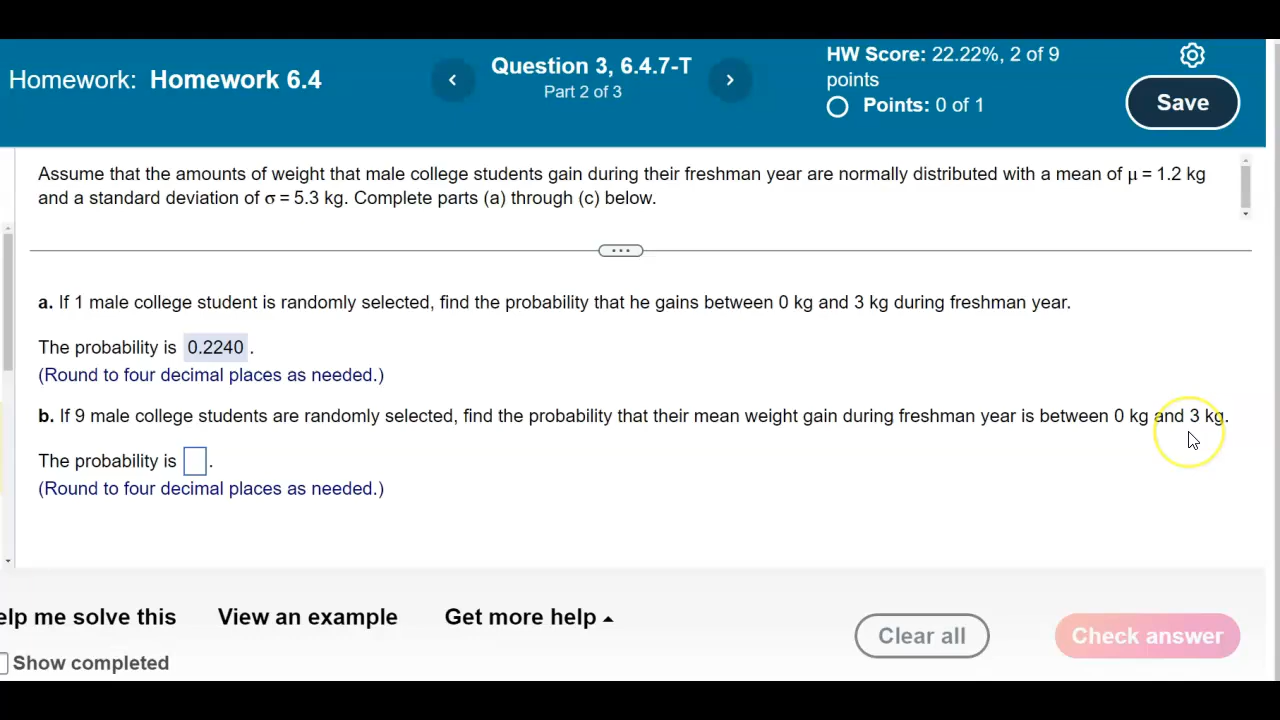 Homework: Homework 6.4
Question 3, 6.4.7-T
Part 2 of 3
HW Score: 22.22%, 2 of 9
points
Points: 0 of 1
Save
Assume that the amounts of weight that male college students gain during their freshman year are normally distributed with a mean of μ = 1.2 kg
and a standard deviation of σ = 5.3 kg. Complete parts (a) through (c) below.
a. If 1 male college student is randomly selected, find the probability that he gains between 0 kg and 3 kg during freshman year.
The probability is 0.2240 .
(Round to four decimal places as needed.)
b. If 9 male college students are randomly selected, find the probability that their mean weight gain during freshman year is between 0 kg and 3 kg.
The probability is .
(Round to four decimal places as needed.)
elp me solve this
View an example
Get more help
Clear all
Check answer
Show completed